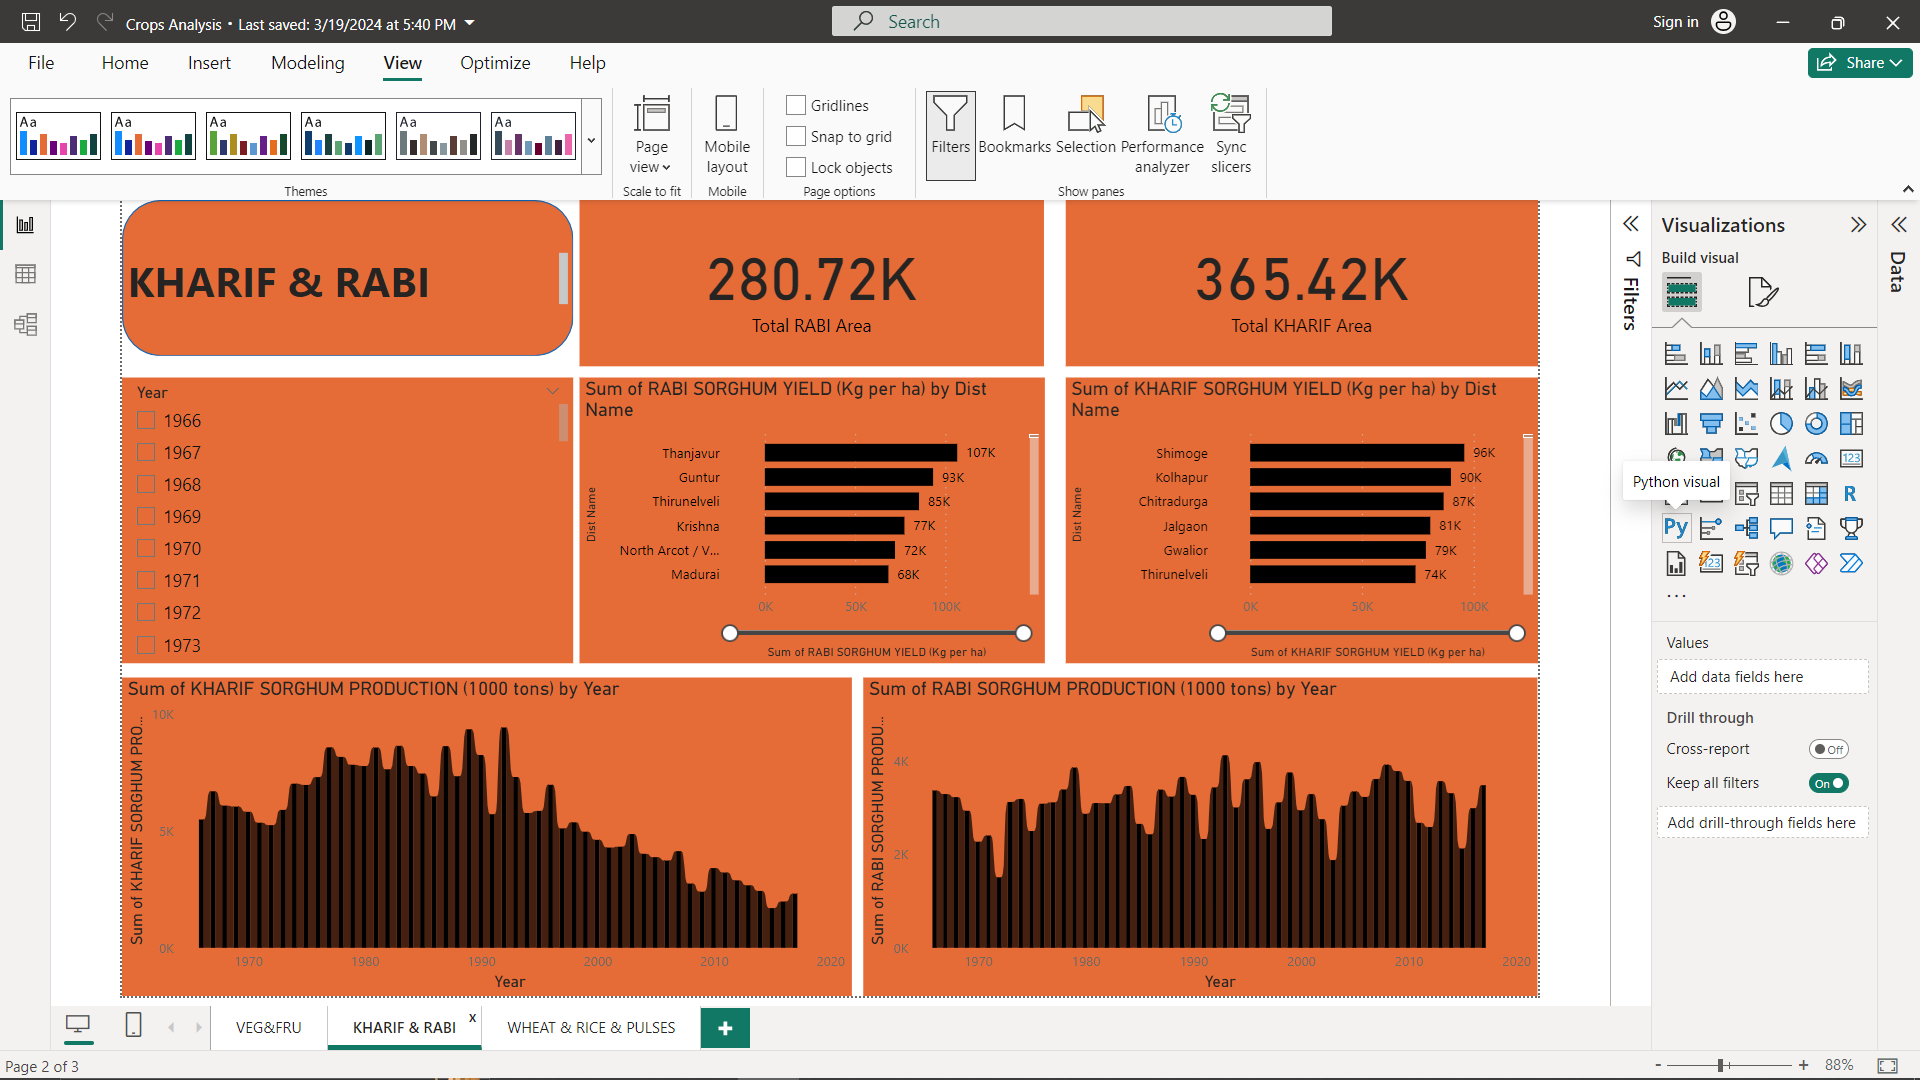 Crops Analysis • Last saved: 3/19/2024 at 5:40 PM
Search
Sign in
File Home Insert Modeling View Optimize Help
Share
Aa Aa Aa Aa Aa Aa
Themes
Page view
Scale to fit
Mobile layout
Mobile
Gridlines
Snap to grid
Lock objects
Page options
Filters
Bookmarks
Selection
Performance analyzer
Sync slicers
Show panes
KHARIF & RABI
280.72K
Total RABI Area
365.42K
Total KHARIF Area
Year
1966
1967
1968
1969
1970
1971
1972
1973
Sum of RABI SORGHUM YIELD (Kg per ha) by Dist
Name
Dist Name
Thanjavur 107K
Guntur 93K
Thirunelveli 85K
Krishna 77K
North Arcot / V... 72K
Madurai 68K
0K 50K 100K
Sum of RABI SORGHUM YIELD (Kg per ha)
Sum of KHARIF SORGHUM YIELD (Kg per ha) by Dist
Name
Dist Name
Shimoge 96K
Kolhapur 90K
Chitradurga 87K
Jalgaon 81K
Gwalior 79K
Thirunelveli 74K
0K 50K 100K
Sum of KHARIF SORGHUM YIELD (Kg per ha)
Sum of KHARIF SORGHUM PRODUCTION (1000 tons) by Year
Sum of KHARIF SORGHUM PRO...
10K
5K
0K
1970 1980 1990 2000 2010 2020
Year
Sum of RABI SORGHUM PRODUCTION (1000 tons) by Year
Sum of RABI SORGHUM PRODU...
4K
2K
0K
1970 1980 1990 2000 2010 2020
Year
Filters
Visualizations
Build visual
123
Python visual
R
Py
123
...
Values
Add data fields here
Drill through
Cross-report Off
Keep all filters On
Add drill-through fields here
Data
VEG&FRU
KHARIF & RABI x
WHEAT & RICE & PULSES
+
Page 2 of 3
- + 88%